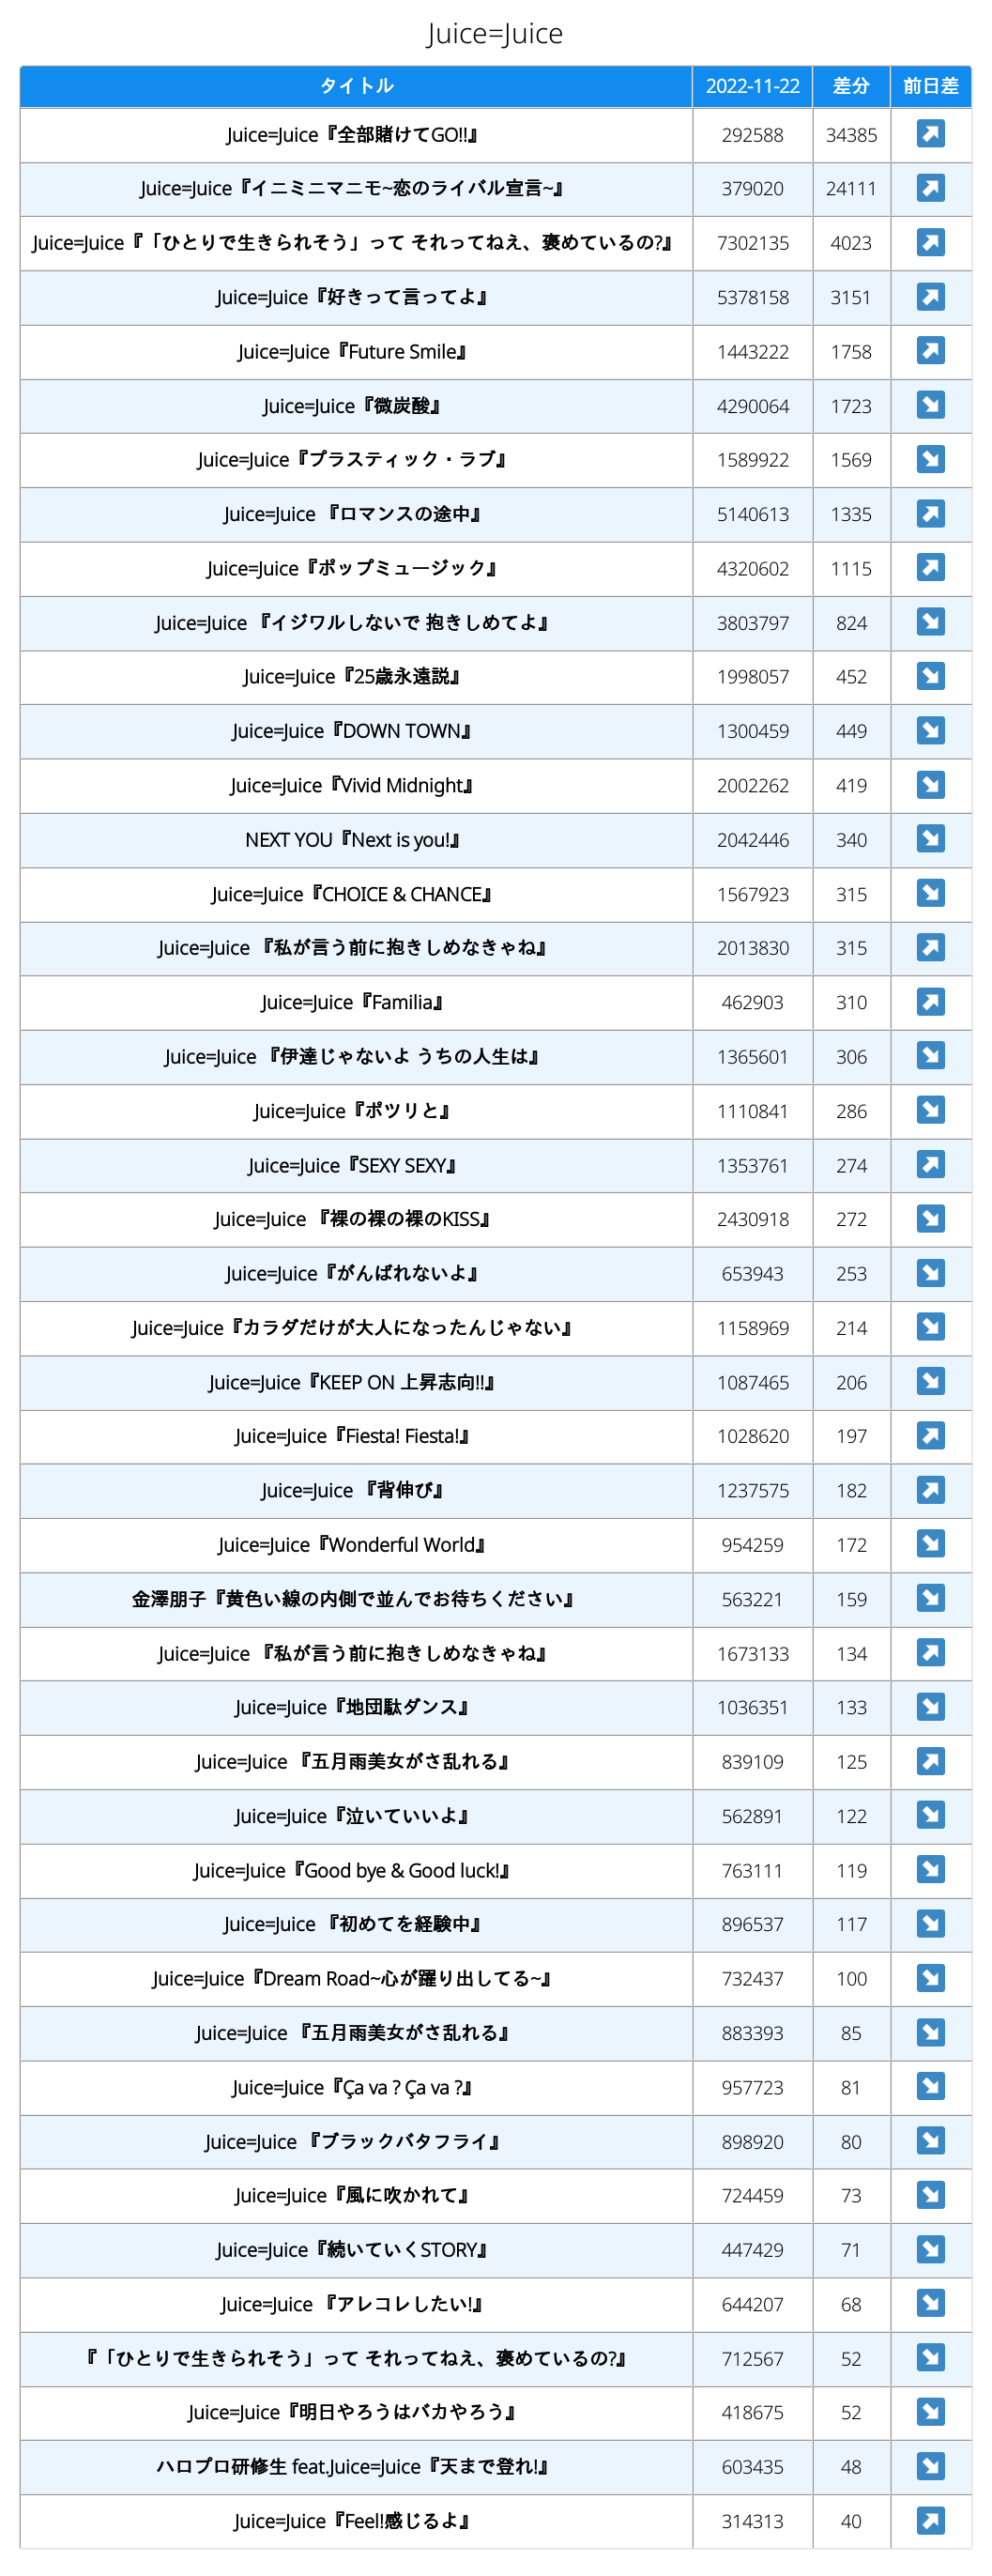 Juice=Juice
タイトル 2022-11-22 差分 前日差
Juice=Juice『全部賭けてGO!!』 292588 34385 ↗
Juice=Juice『イニミニマニモ~恋のライバル宣言~』 379020 24111 ↗
Juice=Juice『「ひとりで生きられそう」って それってねえ、褒めているの?』 7302135 4023 ↗
Juice=Juice『好きって言ってよ』 5378158 3151 ↗
Juice=Juice『Future Smile』 1443222 1758 ↗
Juice=Juice『微炭酸』 4290064 1723 ↘
Juice=Juice『プラスティック・ラブ』 1589922 1569 ↘
Juice=Juice 『ロマンスの途中』 5140613 1335 ↗
Juice=Juice『ポップミュージック』 4320602 1115 ↗
Juice=Juice 『イジワルしないで 抱きしめてよ』 3803797 824 ↘
Juice=Juice『25歳永遠説』 1998057 452 ↘
Juice=Juice『DOWN TOWN』 1300459 449 ↘
Juice=Juice『Vivid Midnight』 2002262 419 ↘
NEXT YOU『Next is you!』 2042446 340 ↘
Juice=Juice『CHOICE & CHANCE』 1567923 315 ↘
Juice=Juice 『私が言う前に抱きしめなきゃね』 2013830 315 ↗
Juice=Juice『Familia』 462903 310 ↗
Juice=Juice 『伊達じゃないよ うちの人生は』 1365601 306 ↘
Juice=Juice『ポツリと』 1110841 286 ↘
Juice=Juice『SEXY SEXY』 1353761 274 ↗
Juice=Juice 『裸の裸の裸のKISS』 2430918 272 ↘
Juice=Juice『がんばれないよ』 653943 253 ↘
Juice=Juice『カラダだけが大人になったんじゃない』 1158969 214 ↘
Juice=Juice『KEEP ON 上昇志向!!』 1087465 206 ↘
Juice=Juice『Fiesta! Fiesta!』 1028620 197 ↗
Juice=Juice 『背伸び』 1237575 182 ↗
Juice=Juice『Wonderful World』 954259 172 ↘
金澤朋子『黄色い線の内側で並んでお待ちください』 563221 159 ↘
Juice=Juice 『私が言う前に抱きしめなきゃね』 1673133 134 ↗
Juice=Juice『地団駄ダンス』 1036351 133 ↘
Juice=Juice 『五月雨美女がさ乱れる』 839109 125 ↗
Juice=Juice『泣いていいよ』 562891 122 ↘
Juice=Juice『Good bye & Good luck!』 763111 119 ↘
Juice=Juice 『初めてを経験中』 896537 117 ↘
Juice=Juice『Dream Road~心が躍り出してる~』 732437 100 ↘
Juice=Juice 『五月雨美女がさ乱れる』 883393 85 ↘
Juice=Juice『Ça va ? Ça va ?』 957723 81 ↘
Juice=Juice 『ブラックバタフライ』 898920 80 ↘
Juice=Juice『風に吹かれて』 724459 73 ↘
Juice=Juice『続いていくSTORY』 447429 71 ↘
Juice=Juice 『アレコレしたい!』 644207 68 ↘
『「ひとりで生きられそう」って それってねえ、褒めているの?』 712567 52 ↘
Juice=Juice『明日やろうはバカやろう』 418675 52 ↘
ハロプロ研修生 feat.Juice=Juice『天まで登れ!』 603435 48 ↘
Juice=Juice『Feel!感じるよ』 314313 40 ↗